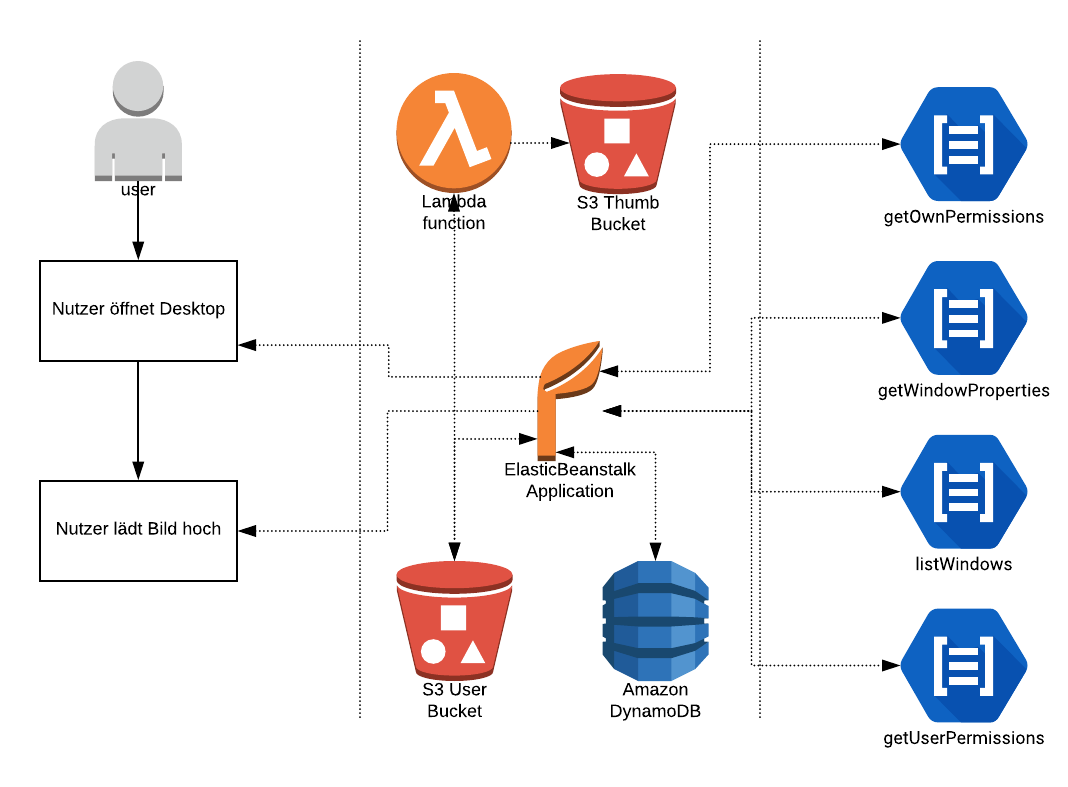 user
Nutzer öffnet Desktop
Nutzer lädt Bild hoch
Lambda
function
S3 Thumb
Bucket
ElasticBeanstalk
Application
S3 User
Bucket
Amazon
DynamoDB
getOwnPermissions
getWindowProperties
listWindows
getUserPermissions